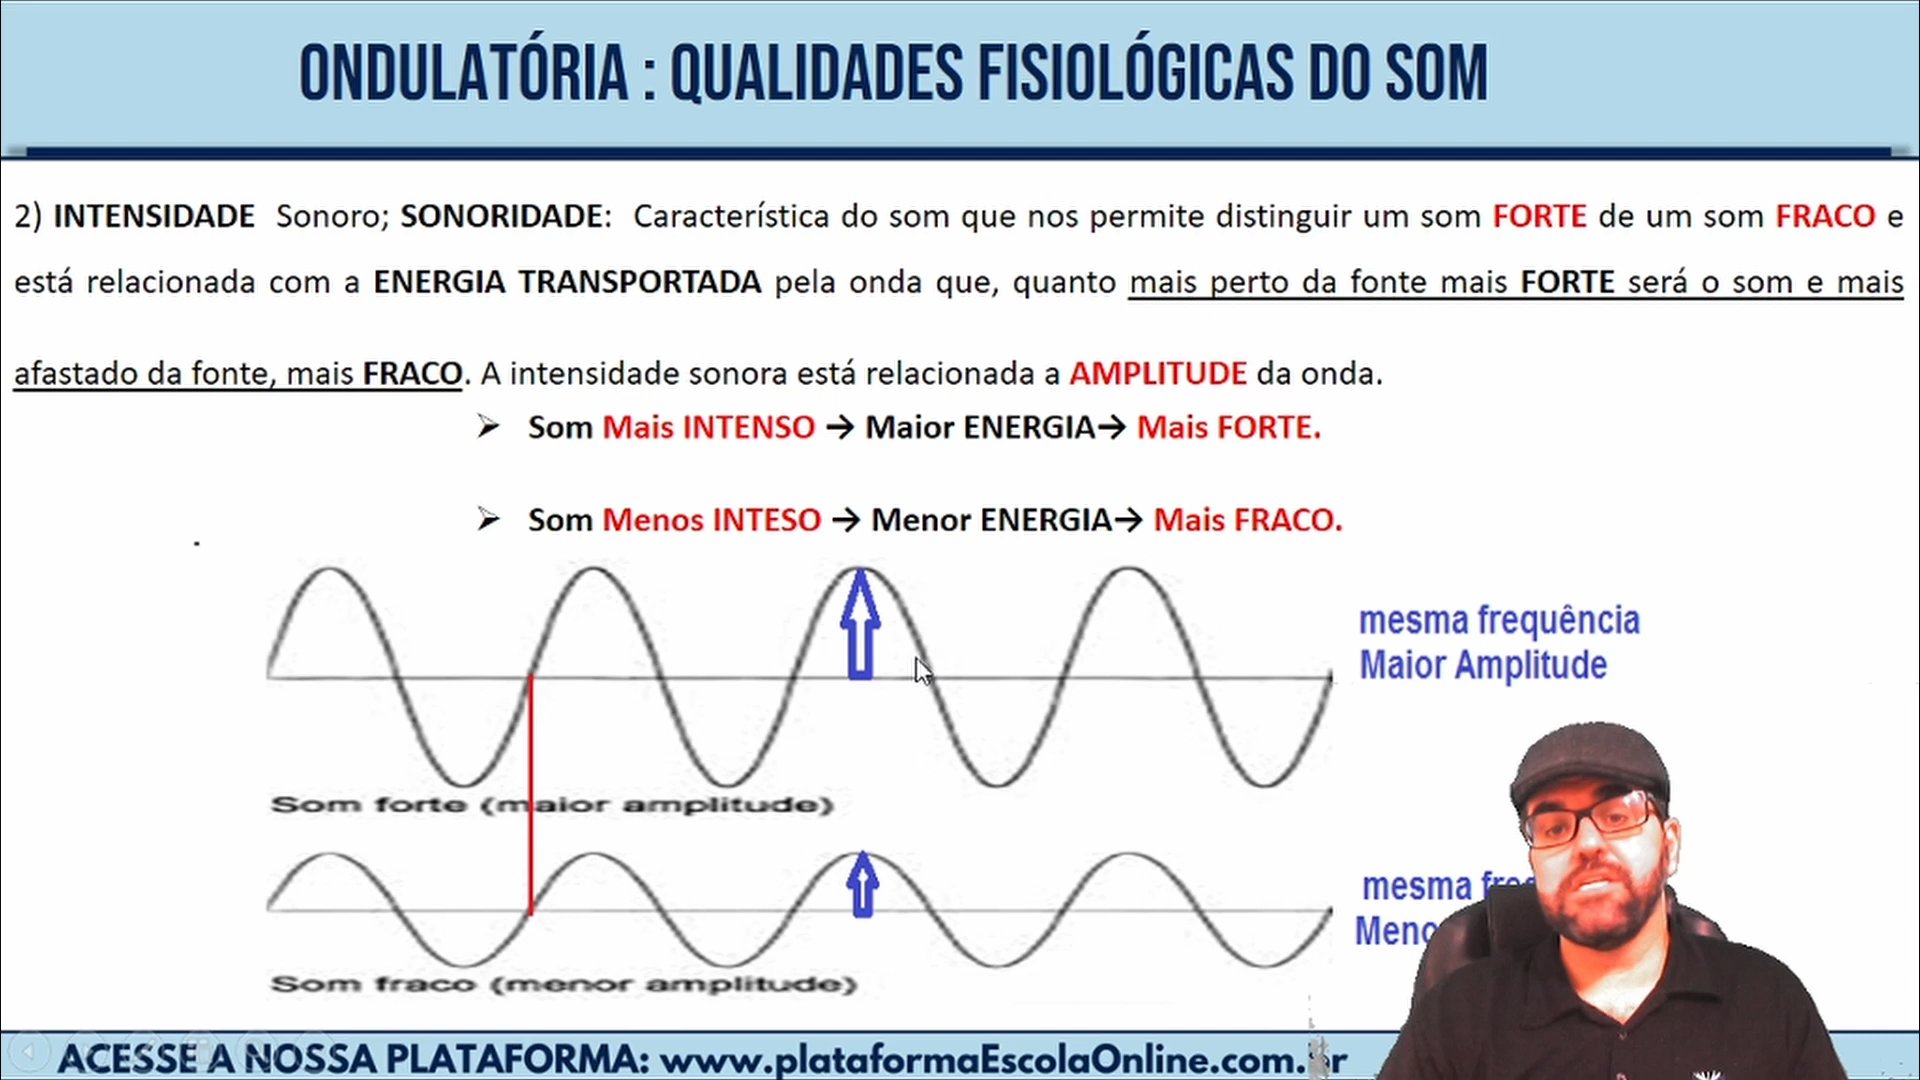 ONDULATÓRIA : QUALIDADES FISIOLÓGICAS DO SOM
2) INTENSIDADE Sonoro; SONORIDADE: Característica do som que nos permite distinguir um som FORTE de um som FRACO e
está relacionada com a ENERGIA TRANSPORTADA pela onda que, quanto mais perto da fonte mais FORTE será o som e mais
afastado da fonte, mais FRACO. A intensidade sonora está relacionada a AMPLITUDE da onda.
➢ Som Mais INTENSO → Maior ENERGIA→ Mais FORTE.
➢ Som Menos INTESO → Menor ENERGIA→ Mais FRACO.
mesma frequência
Maior Amplitude
Som forte (maior amplitude)
mesma
Som fraco (menor amplitude)
ACESSE A NOSSA PLATAFORMA: www.plataformaEscolaOnline.com.br